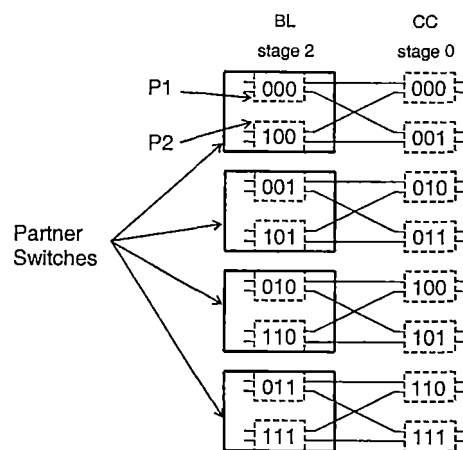 BL CC
stage 2 stage 0
P1 000 000
P2 100 001
001 010
101 011
Partner
Switches
010 100
110 101
011 110
111 111